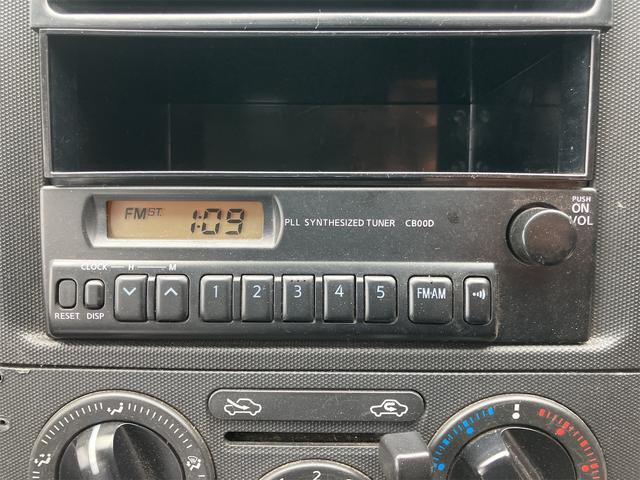 FM ST. 1:09
PLL SYNTHESIZED TUNER CB00D
PUSH
ON
VOL
CLOCK H M
1 2 3 4 5 FM·AM
RESET DISP
2